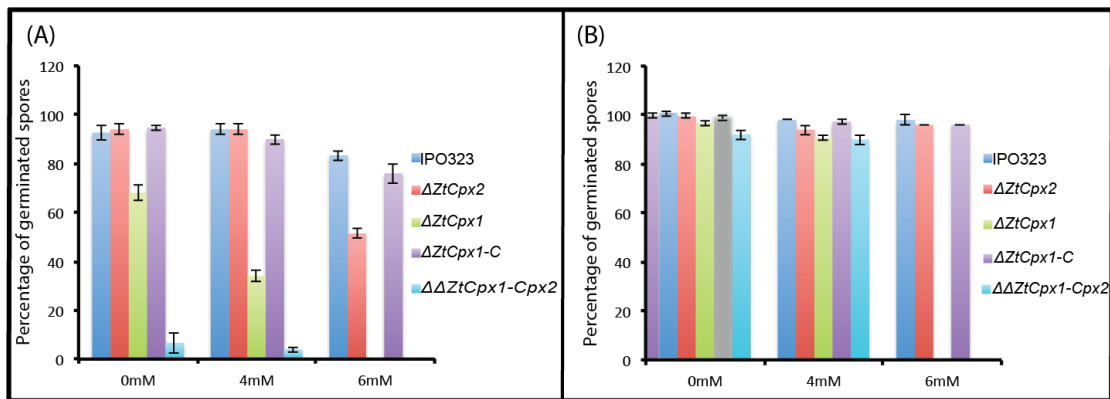 (A)
Percentage of germinated spores
120
100
80
60
40
20
0
0mM
4mM
6mM
IPO323
ΔZtCpx2
ΔZtCpx1
ΔZtCpx1-C
ΔΔZtCpx1-Cpx2
(B)
Percentage of germinated spores
120
100
80
60
40
20
0
0mM
4mM
6mM
IPO323
ΔZtCpx2
ΔZtCpx1
ΔZtCpx1-C
ΔΔZtCpx1-Cpx2